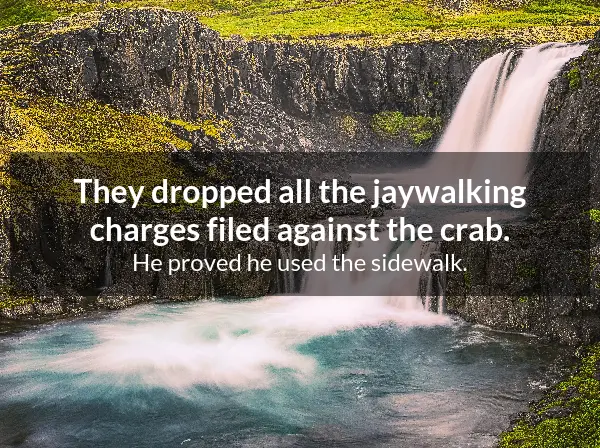 They dropped all the jaywalking
charges filed against the crab.
He proved he used the sidewalk.